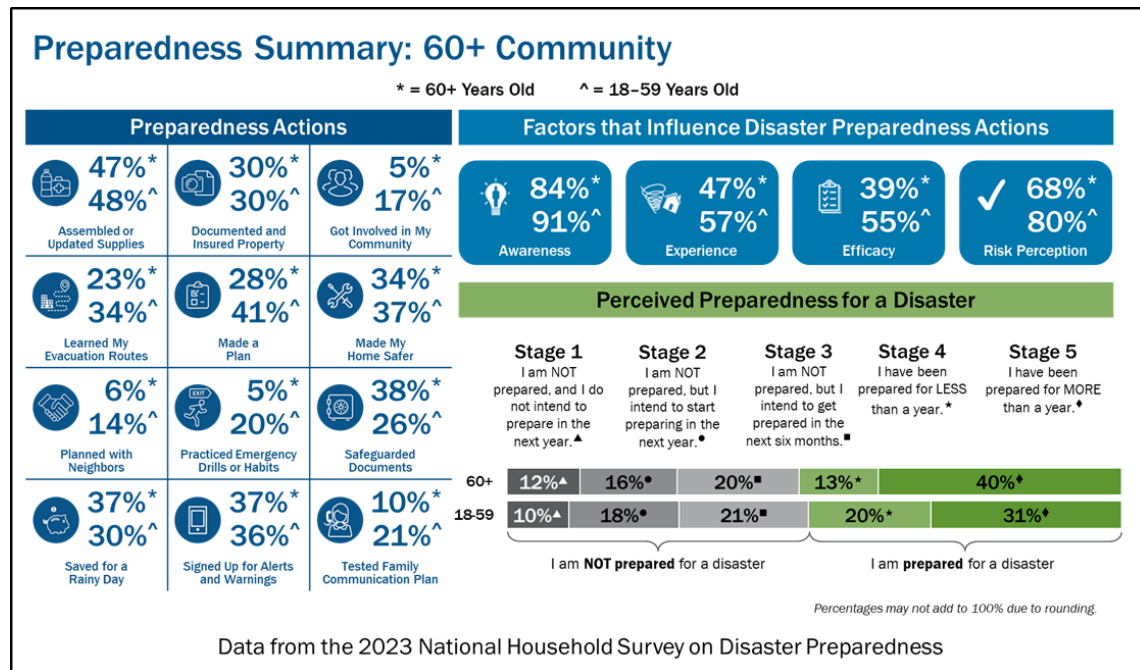 Preparedness Summary: 60+ Community
* = 60+ Years Old ^ = 18–59 Years Old
Preparedness Actions
47%*
48%^
Assembled or
Updated Supplies
30%*
30%^
Documented and
Insured Property
5%*
17%^
Got Involved in My
Community
23%*
34%^
Learned My
Evacuation Routes
28%*
41%^
Made a
Plan
34%*
37%^
Made My
Home Safer
6%*
14%^
Planned with
Neighbors
EXIT
5%*
20%^
Practiced Emergency
Drills or Habits
38%*
26%^
Safeguarded
Documents
37%*
30%^
Saved for a
Rainy Day
37%*
36%^
Signed Up for Alerts
and Warnings
10%*
21%^
Tested Family
Communication Plan
Factors that Influence Disaster Preparedness Actions
84%*
91%^
Awareness
47%*
57%^
Experience
39%*
55%^
Efficacy
68%*
80%^
Risk Perception
Perceived Preparedness for a Disaster
Stage 1
I am NOT
prepared, and I do
not intend to
prepare in the
next year.▲
Stage 2
I am NOT
prepared, but I
intend to start
preparing in the
next year.●
Stage 3
I am NOT
prepared, but I
intend to get
prepared in the
next six months.■
Stage 4
I have been
prepared for LESS
than a year.★
Stage 5
I have been
prepared for MORE
than a year.♦
60+ 12%▲ 16%● 20%■ 13%★ 40%♦
18-59 10%▲ 18%● 21%■ 20%★ 31%♦
I am NOT prepared for a disaster I am prepared for a disaster
Percentages may not add to 100% due to rounding.
Data from the 2023 National Household Survey on Disaster Preparedness